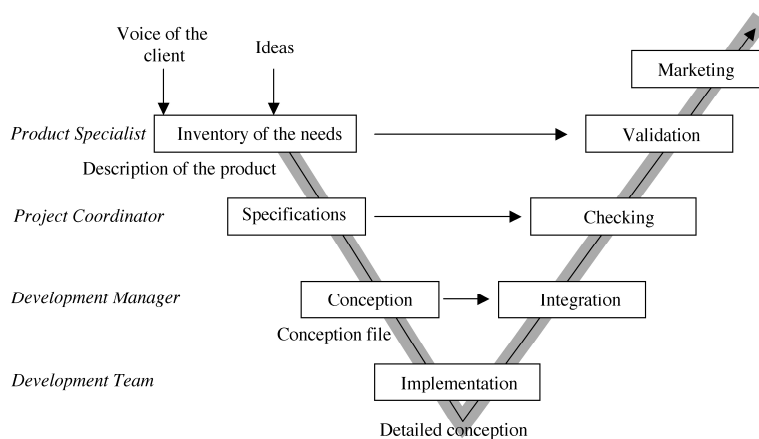 Voice of the
client
Ideas
Marketing
Product Specialist
Inventory of the needs
Validation
Description of the product
Project Coordinator
Specifications
Checking
Development Manager
Conception
Integration
Conception file
Development Team
Implementation
Detailed conception